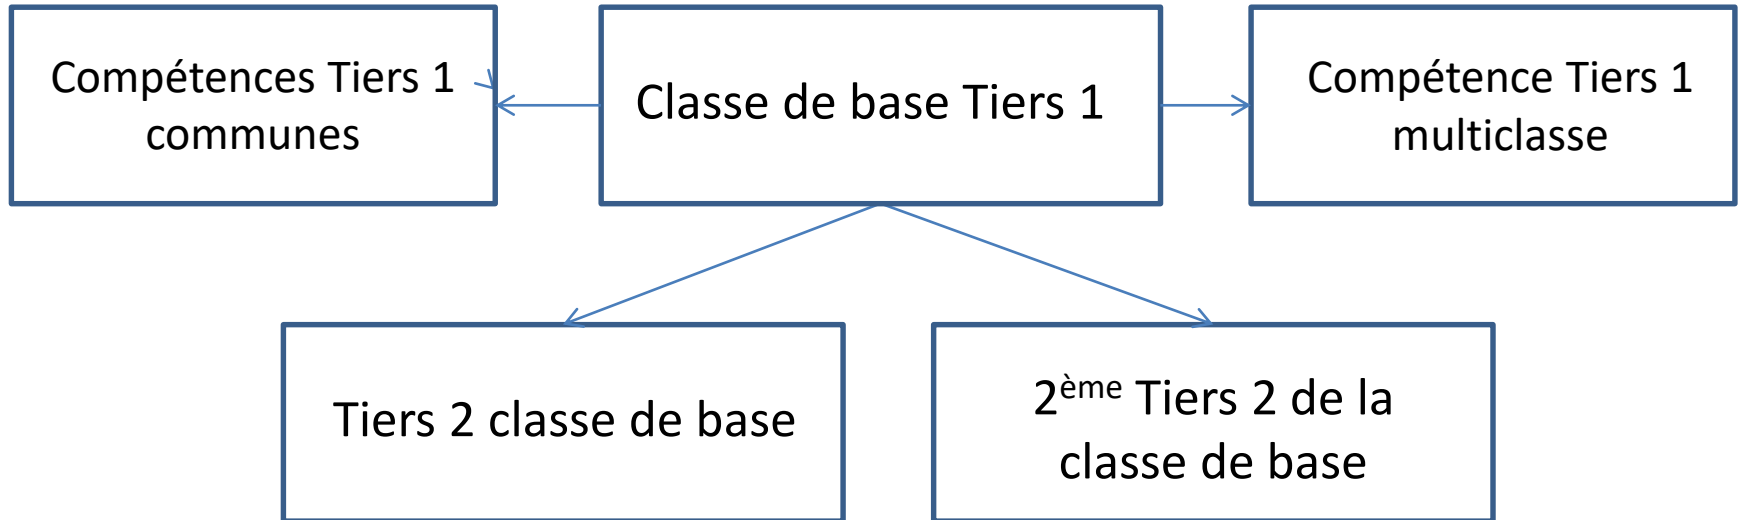 Compétences Tiers 1
communes
Classe de base Tiers 1
Compétence Tiers 1
multiclasse
Tiers 2 classe de base
2ème Tiers 2 de la
classe de base